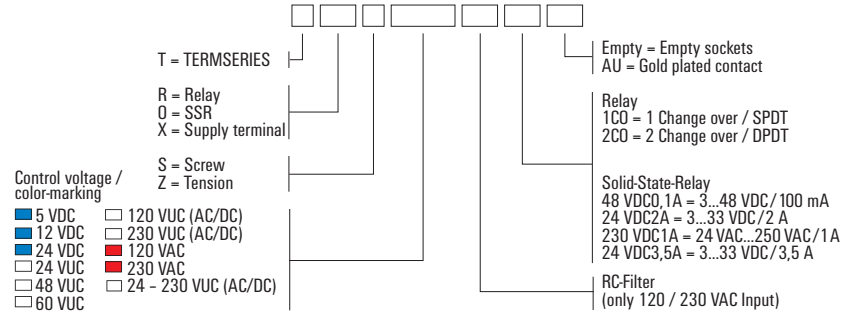 T = TERMSERIES
R = Relay
O = SSR
X = Supply terminal
S = Screw
Z = Tension
Control voltage /
color-marking
5 VDC
12 VDC
24 VDC
24 VUC
48 VUC
60 VUC
120 VUC (AC/DC)
230 VUC (AC/DC)
120 VAC
230 VAC
24 – 230 VUC (AC/DC)
Empty = Empty sockets
AU = Gold plated contact
Relay
1CO = 1 Change over / SPDT
2CO = 2 Change over / DPDT
Solid-State-Relay
48 VDC0,1A = 3...48 VDC/100 mA
24 VDC2A = 3...33 VDC/2 A
230 VDC1A = 24 VAC...250 VAC/1A
24 VDC3,5A = 3...33 VDC/3,5 A
RC-Filter
(only 120 / 230 VAC Input)